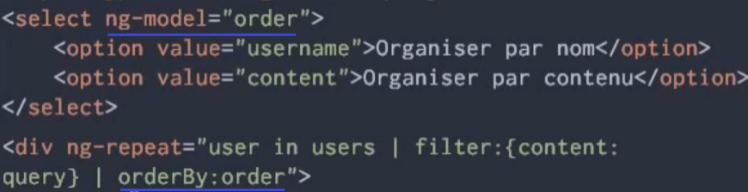 <select ng-model="order">
<option value="username">Organiser par nom</option>
<option value="content">Organiser par contenu</option>
</select>
<div ng-repeat="user in users | filter:{content:
query} | orderBy:order">